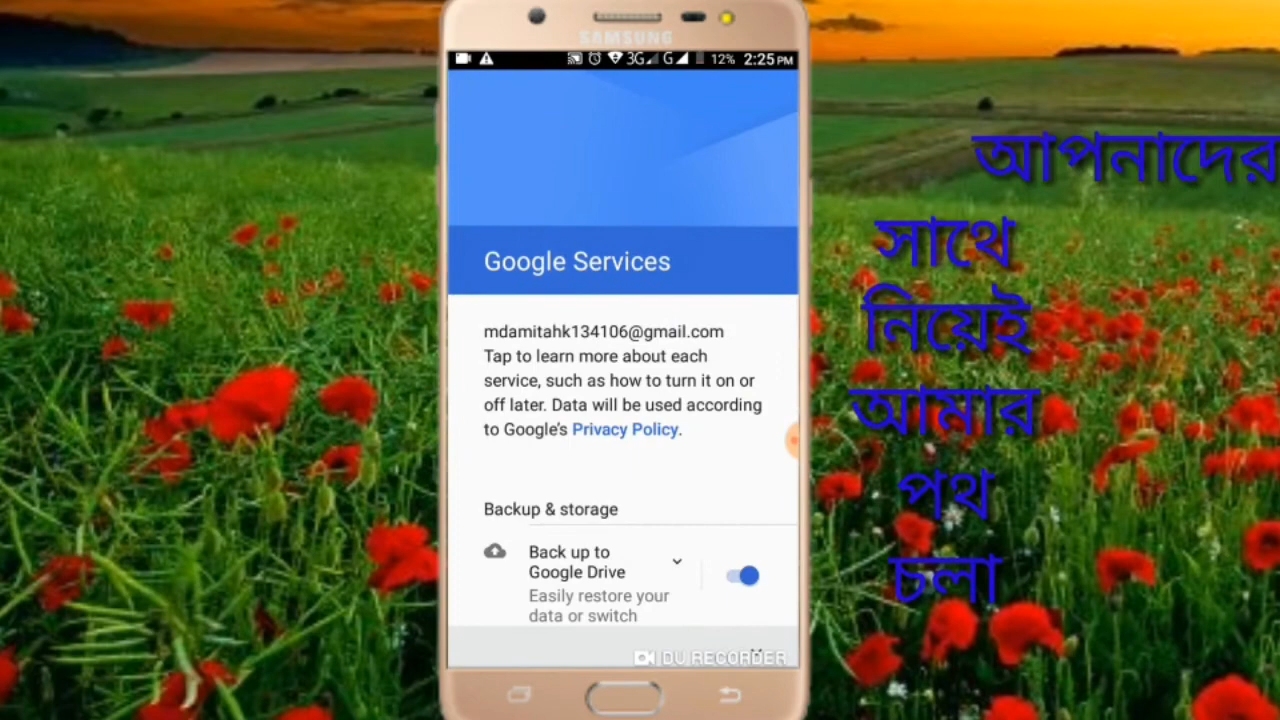 SAMSUNG
3G G 12% 2:25 PM
Google Services
mdamitahk134106@gmail.com
Tap to learn more about each
service, such as how to turn it on or
off later. Data will be used according
to Google's Privacy Policy.
Backup & storage
Back up to
Google Drive
Easily restore your
data or switch
DU RECORDER
আপনাদের
সাথে
নিয়েই
আমার
পথ
চলা